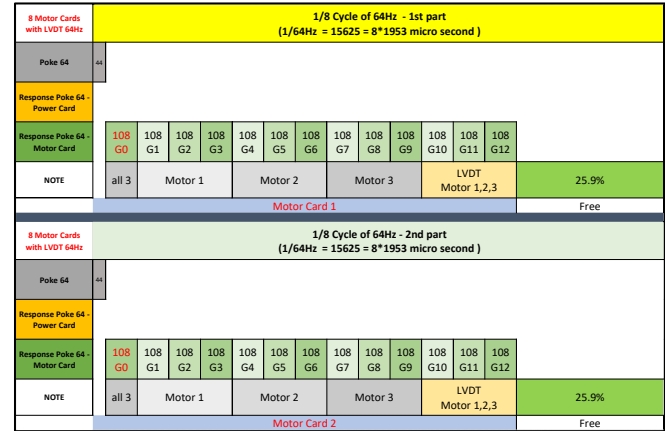 8 Motor Cards
with LVDT 64Hz
1/8 Cycle of 64Hz - 1st part
(1/64Hz = 15625 = 8*1953 micro second )
Poke 64
44
Response Poke 64 -
Power Card
Response Poke 64 -
Motor Card
108 108 108 108 108 108 108 108 108 108 108 108 108
G0 G1 G2 G3 G4 G5 G6 G7 G8 G9 G10 G11 G12
NOTE
all 3
Motor 1
Motor 2
Motor 3
LVDT
Motor 1,2,3
25.9%
Motor Card 1
Free
8 Motor Cards
with LVDT 64Hz
1/8 Cycle of 64Hz - 2nd part
(1/64Hz = 15625 = 8*1953 micro second )
Poke 64
44
Response Poke 64 -
Power Card
Response Poke 64 -
Motor Card
108 108 108 108 108 108 108 108 108 108 108 108 108
G0 G1 G2 G3 G4 G5 G6 G7 G8 G9 G10 G11 G12
NOTE
all 3
Motor 1
Motor 2
Motor 3
LVDT
Motor 1,2,3
25.9%
Motor Card 2
Free